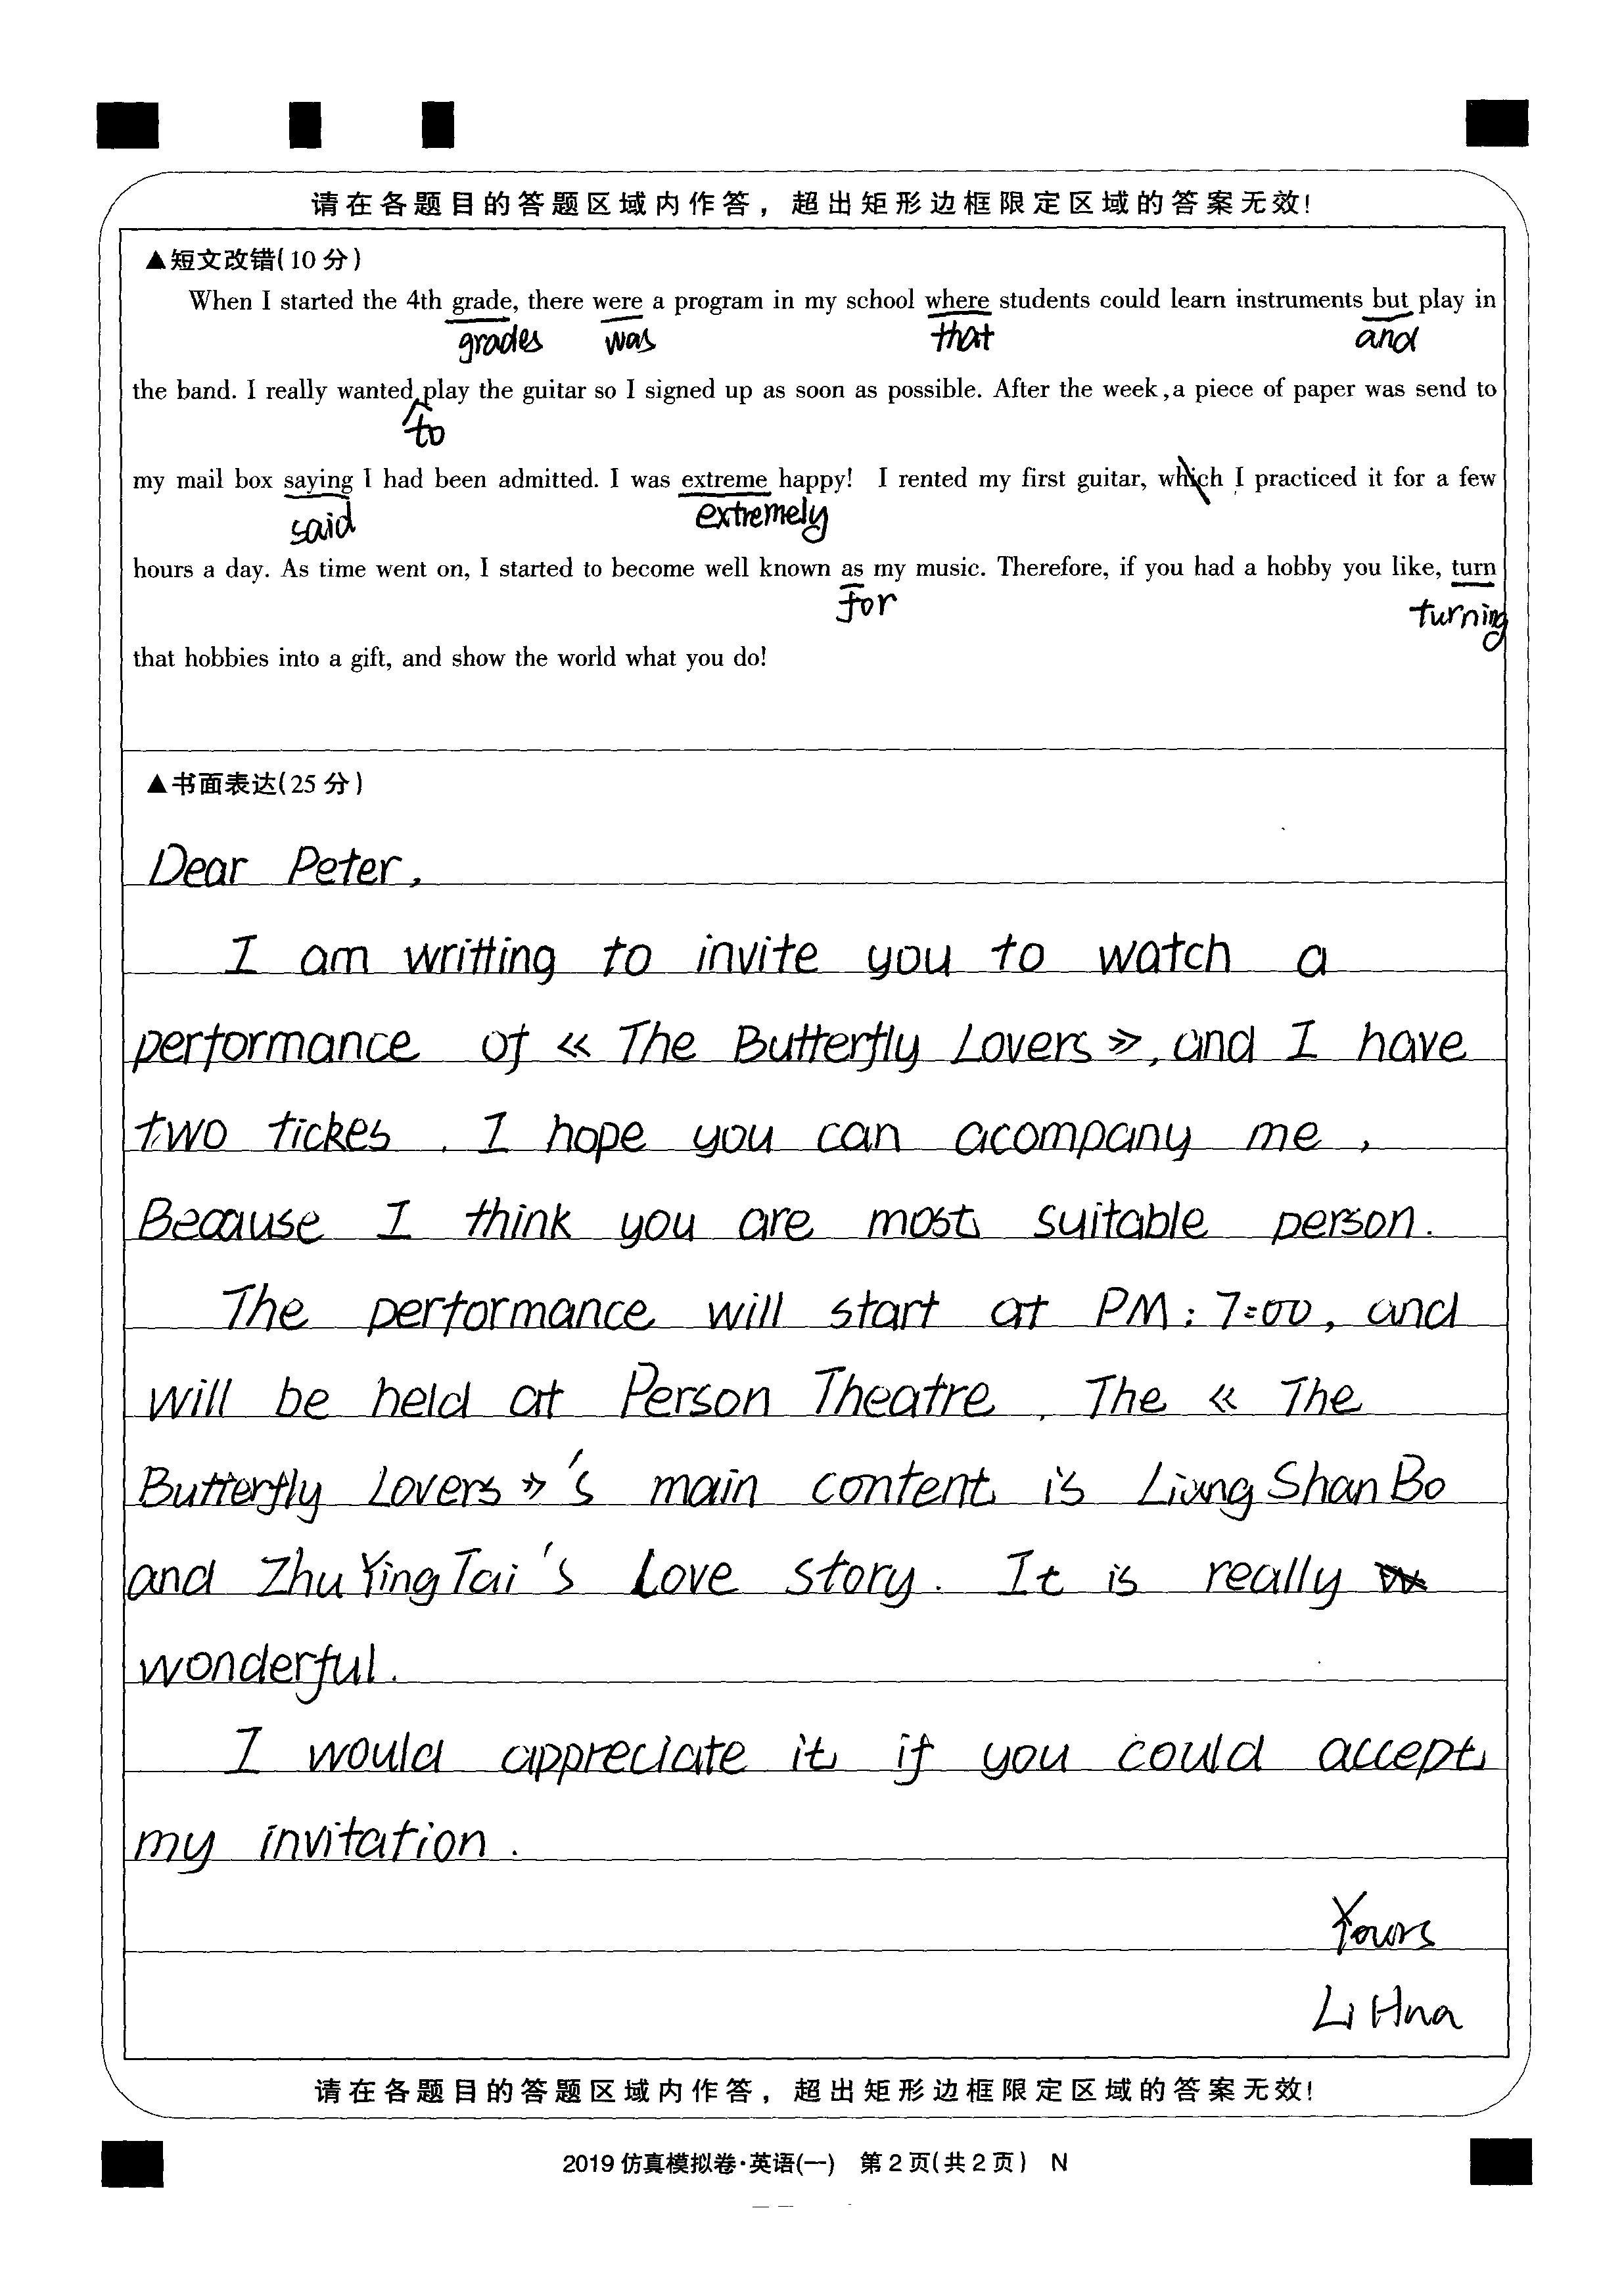 请在各题目的答题区域内作答，超出矩形边框限定区域的答案无效!
▲短文改错(10分)
When I started the 4th grade, there were a program in my school where students could learn instruments but play in
grades was that and
the band. I really wanted play the guitar so I signed up as soon as possible. After the week,a piece of paper was send to
to
my mail box saying I had been admitted. I was extreme happy! I rented my first guitar, which I practiced it for a few
said extremely
hours a day. As time went on, I started to become well known as my music. Therefore, if you had a hobby you like, turn
for turning
that hobbies into a gift, and show the world what you do!
▲书面表达(25分)
Dear Peter,
I am writting to invite you to watch a
performance of 《The Butterfly Lovers》, and I have
two tickes. I hope you can acompany me,
Because I think you are most suitable person.
The performance will start at PM: 7:00, and
will be held at Person Theatre. The 《The
Butterfly Lovers》's main content is Liang ShanBo
and ZhuYingTai's Love story. It is really
wonderful.
I would appreciate it if you could accept
my invitation.
Yours
Li Hua
请在各题目的答题区域内作答，超出矩形边框限定区域的答案无效!
2019仿真模拟卷·英语(一) 第2页(共2页) N